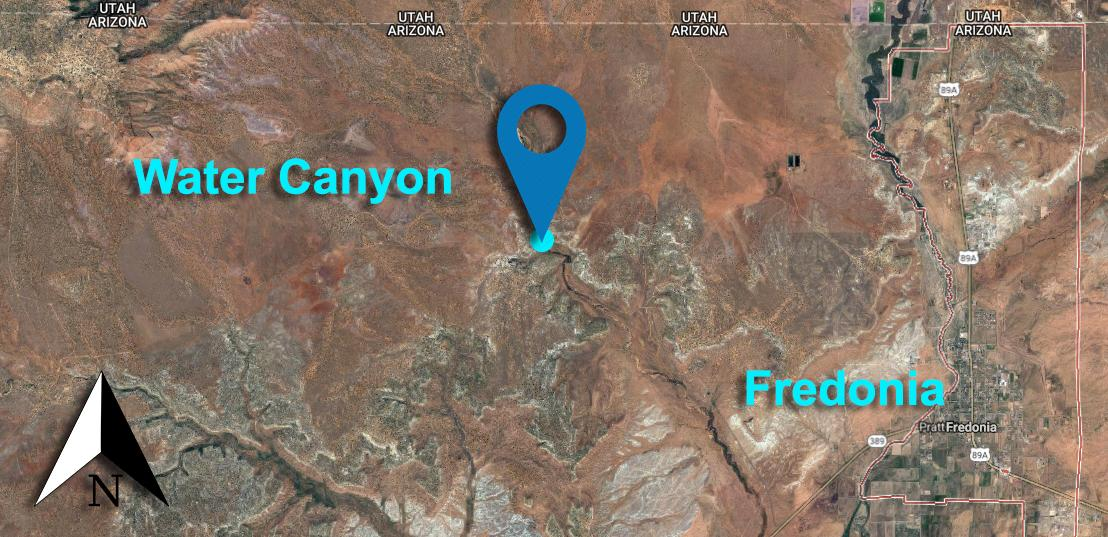 UTAH
ARIZONA
UTAH
ARIZONA
UTAH
ARIZONA
UTAH
ARIZONA
89A
Water Canyon
89A
Fredonia
Pratt Fredonia
389
89A
N